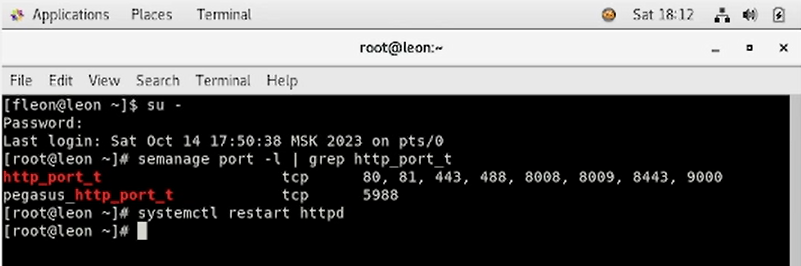 Applications Places Terminal Sat 18:12
root@leon:~
File Edit View Search Terminal Help
[fleon@leon ~]$ su -
Password:
Last login: Sat Oct 14 17:50:38 MSK 2023 on pts/0
[root@leon ~]# semanage port -l | grep http_port_t
http_port_t tcp 80, 81, 443, 488, 8008, 8009, 8443, 9000
pegasus_http_port_t tcp 5988
[root@leon ~]# systemctl restart httpd
[root@leon ~]#